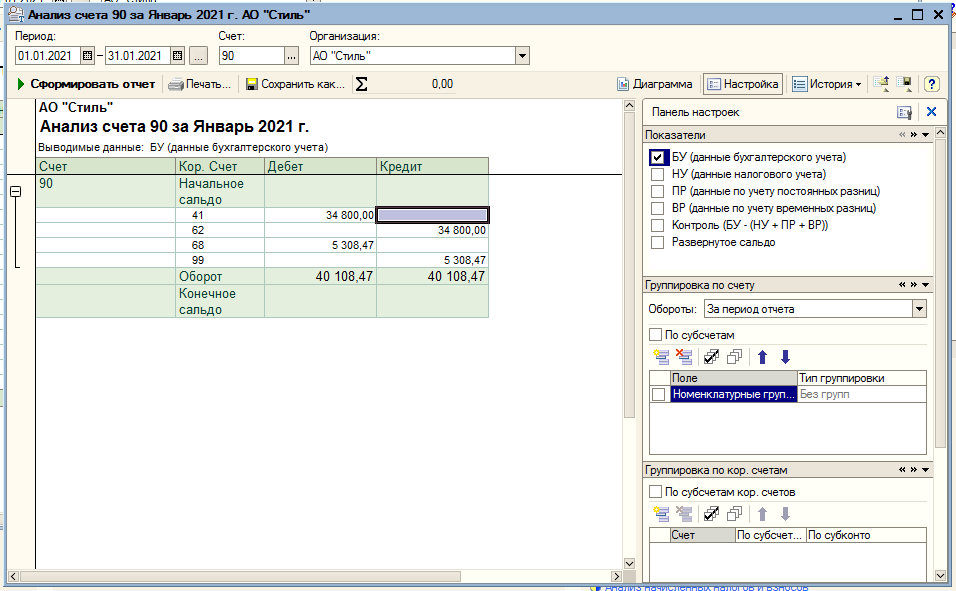 Анализ счета 90 за Январь 2021 г. АО "Стиль"
Период: Счет: Организация:
01.01.2021 – 31.01.2021 ... 90 ... АО "Стиль"
Сформировать отчет Печать... Сохранить как... Σ 0,00 Диаграмма Настройка История ?
АО "Стиль"
Анализ счета 90 за Январь 2021 г.
Выводимые данные: БУ (данные бухгалтерского учета)
Счет Кор. Счет Дебет Кредит
90 Начальное
сальдо
41 34 800,00
62 34 800,00
68 5 308,47
99 5 308,47
Оборот 40 108,47 40 108,47
Конечное
сальдо
Панель настроек
Показатели
БУ (данные бухгалтерского учета)
НУ (данные налогового учета)
ПР (данные по учету постоянных разниц)
ВР (данные по учету временных разниц)
Контроль (БУ - (НУ + ПР + ВР))
Развернутое сальдо
Группировка по счету
Обороты: За период отчета
По субсчетам
Поле Тип группировки
Номенклатурные груп... Без групп
Группировка по кор. счетам
По субсчетам кор. счетов
Счет По субсчет... По субконто
Анализ начисленных налогов и взносов